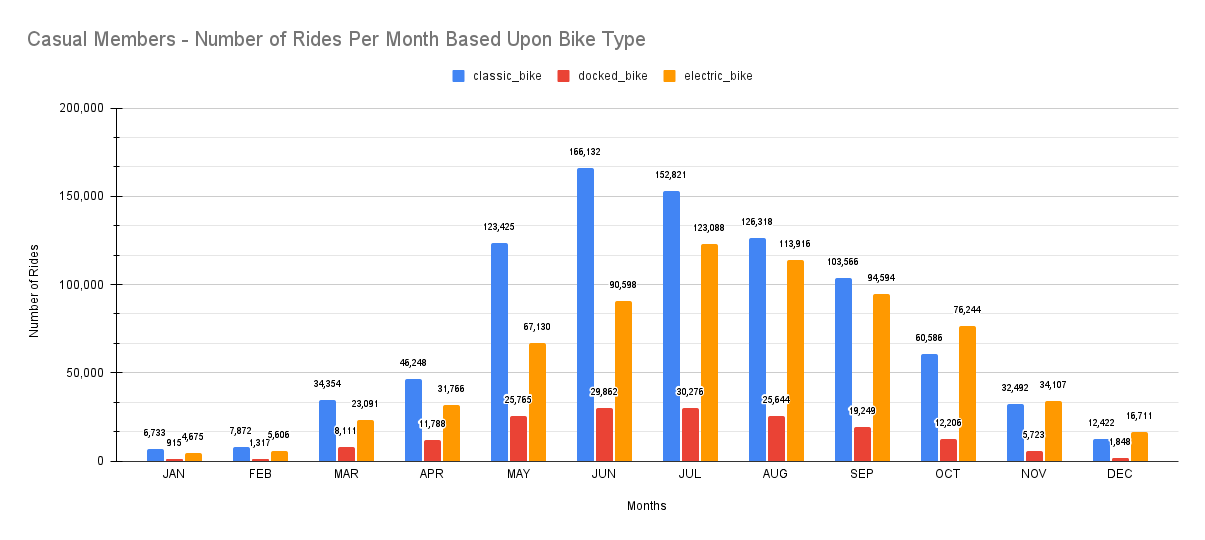 Casual Members - Number of Rides Per Month Based Upon Bike Type
classic_bike docked_bike electric_bike
Number of Rides
200,000
150,000
100,000
50,000
0
6,733 915 4,675
7,872 1,317 5,606
34,354 8,111 23,091
46,248 11,788 31,766
123,425 25,765 67,130
166,132 29,862 90,598
152,821 30,276 123,088
126,318 25,644 113,916
103,566 19,249 94,594
60,586 12,206 76,244
32,492 5,723 34,107
12,422 1,848 16,711
JAN FEB MAR APR MAY JUN JUL AUG SEP OCT NOV DEC
Months